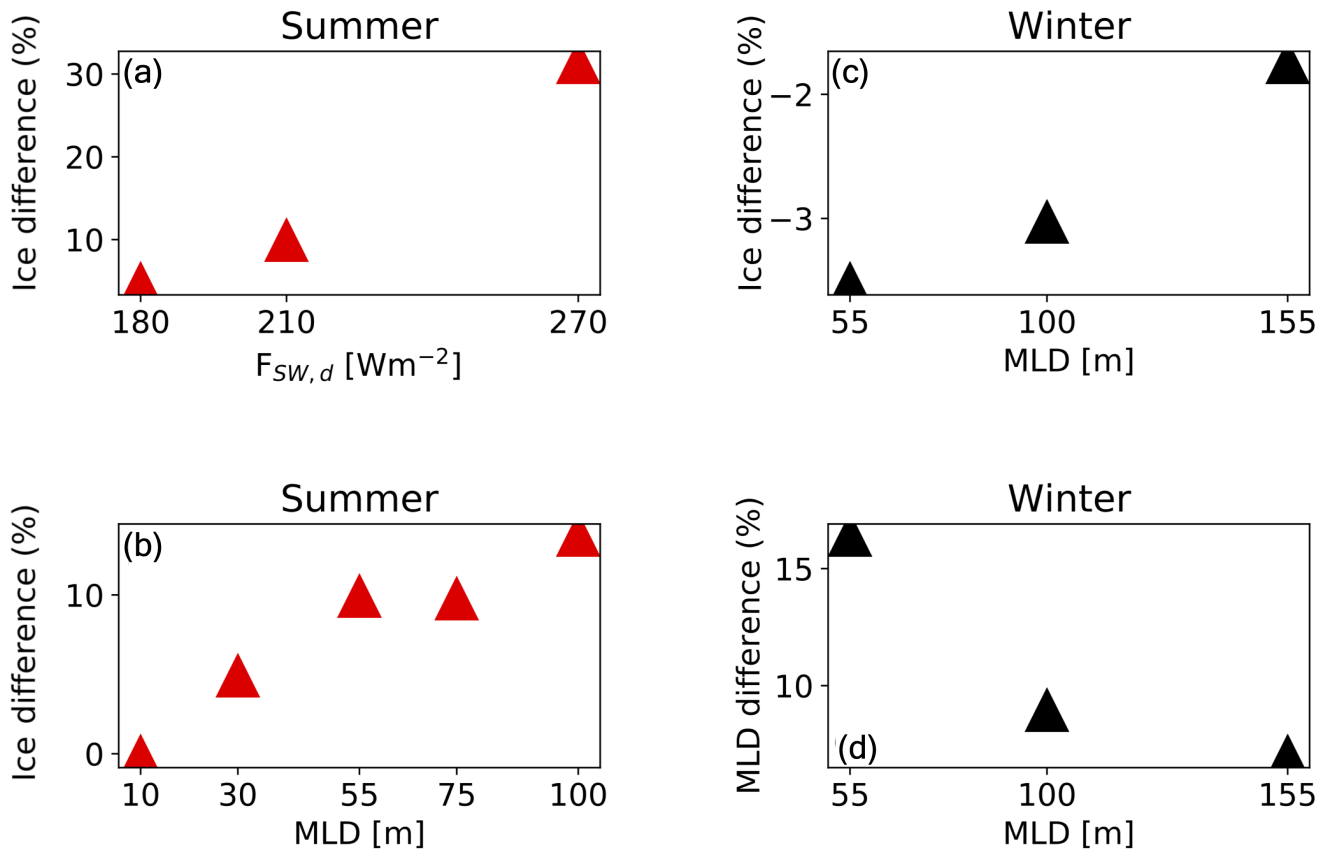 Summer
(a)
Ice difference (%)
30
20
10
180 210 270
F_{SW, d} [Wm⁻²]
Winter
(c)
Ice difference (%)
−2
−3
55 100 155
MLD [m]
Summer
(b)
Ice difference (%)
10
0
10 30 55 75 100
MLD [m]
Winter
(d)
MLD difference (%)
15
10
55 100 155
MLD [m]